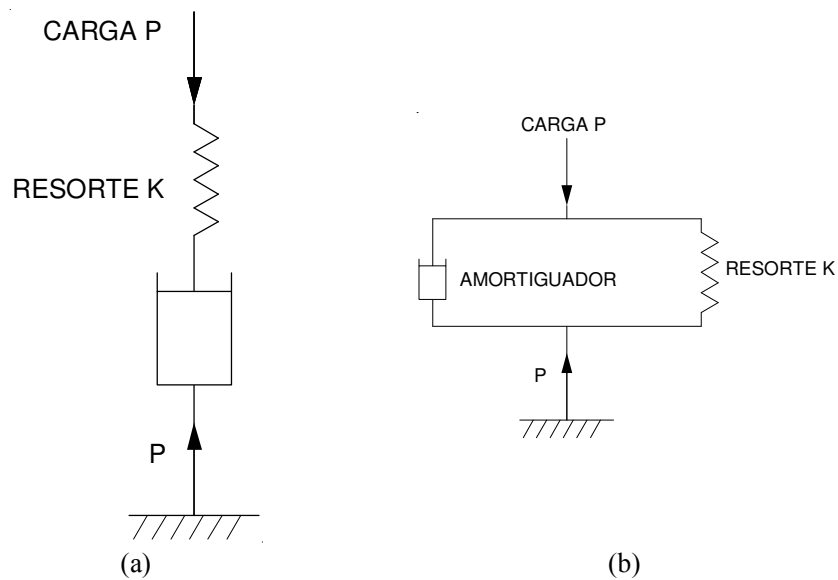 CARGA P
RESORTE K
P
(a)
CARGA P
AMORTIGUADOR
RESORTE K
P
(b)